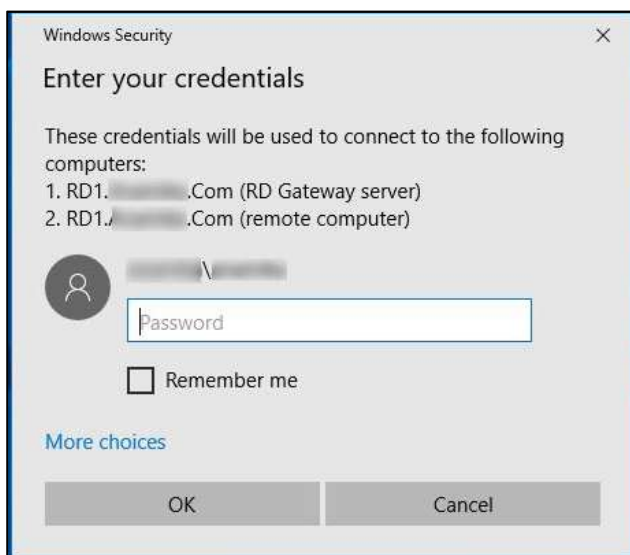 Windows Security
Enter your credentials
These credentials will be used to connect to the following
computers:
1. RD1. .Com (RD Gateway server)
2. RD1. .Com (remote computer)
\
Password
Remember me
More choices
OK Cancel